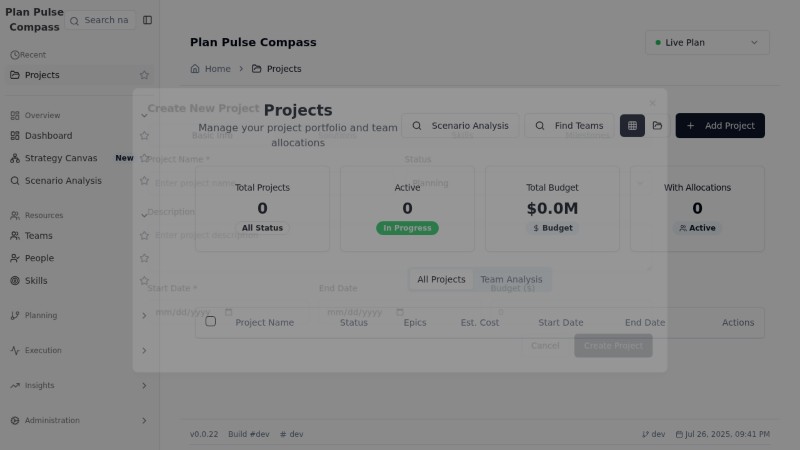 Plan Pulse
Compass
Search na
Recent
Projects
Overview
Dashboard
Strategy Canvas New
Scenario Analysis
Resources
Teams
People
Skills
Planning
Execution
Insights
Administration
Plan Pulse Compass
Live Plan
Home > Projects
Create New Project
Projects
Manage your project portfolio and team
allocations
Scenario Analysis
Find Teams
Add Project
Basic Info
Project Name *
Status
Enter project name
Planning
Description
Enter project description
Total Projects
0
All Status
Active
0
In Progress
Total Budget
$0.0M
$ Budget
With Allocations
0
Active
All Projects
Team Analysis
Start Date *
End Date
Budget ($)
mm/dd/yyyy
mm/dd/yyyy
0
Project Name Status Epics Est. Cost Start Date End Date Actions
Cancel
Create Project
v0.0.22 Build #dev # dev
dev Jul 26, 2025, 09:41 PM